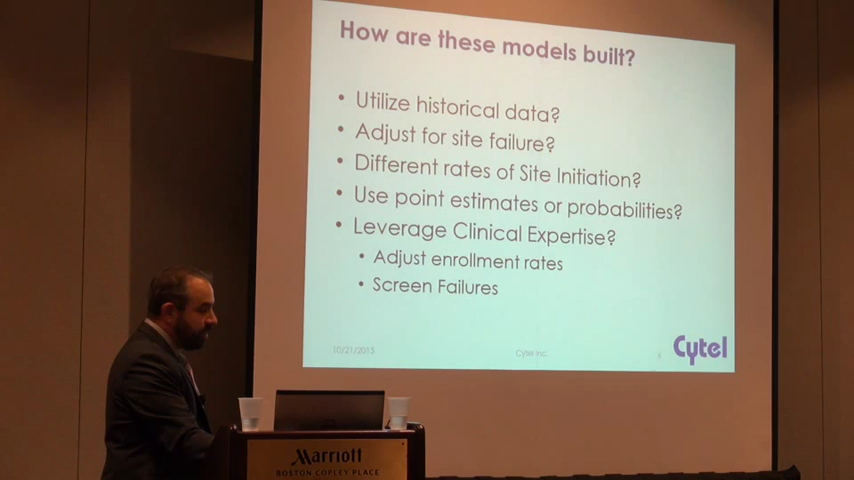 How are these models built?
• Utilize historical data?
• Adjust for site failure?
• Different rates of Site Initiation?
• Use point estimates or probabilities?
• Leverage Clinical Expertise?
• Adjust enrollment rates
• Screen Failures
10/21/2015
Cytel Inc.
Cytel
Marriott
BOSTON COPLEY PLACE